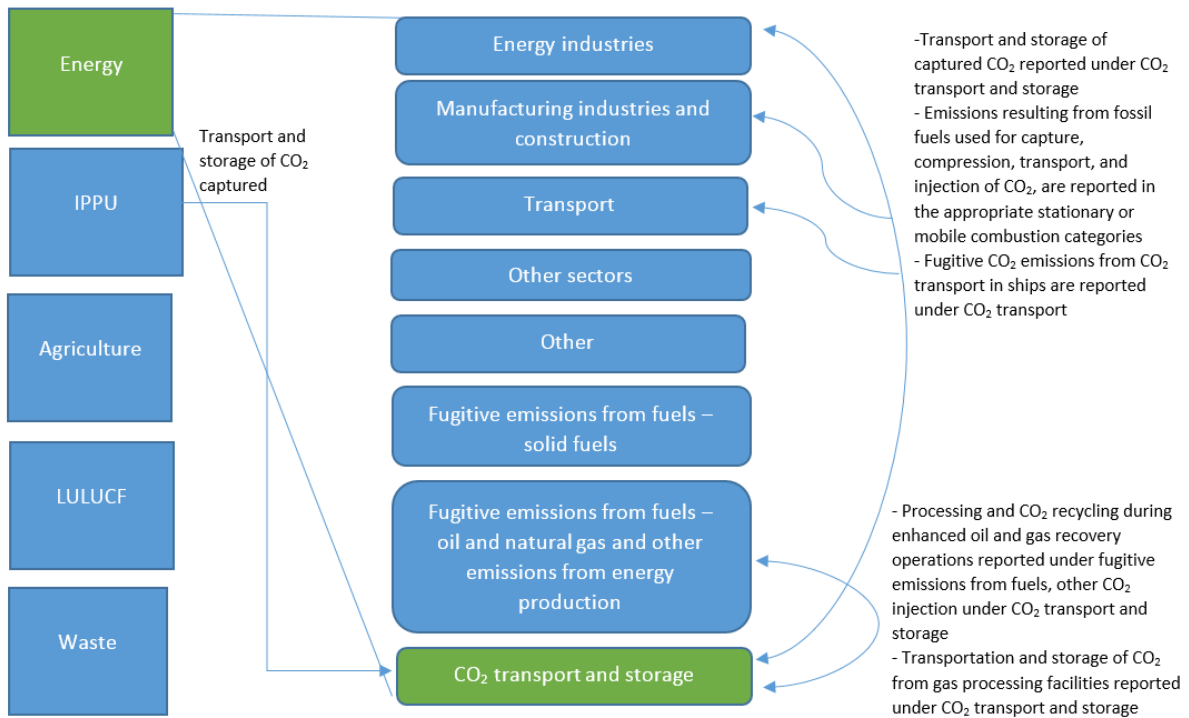 Energy
IPPU
Agriculture
LULUCF
Waste
Transport and
storage of CO₂
captured
Energy industries
Manufacturing industries and
construction
Transport
Other sectors
Other
Fugitive emissions from fuels –
solid fuels
Fugitive emissions from fuels –
oil and natural gas and other
emissions from energy
production
CO₂ transport and storage
-Transport and storage of
captured CO₂ reported under CO₂
transport and storage
- Emissions resulting from fossil
fuels used for capture,
compression, transport, and
injection of CO₂, are reported in
the appropriate stationary or
mobile combustion categories
- Fugitive CO₂ emissions from CO₂
transport in ships are reported
under CO₂ transport
- Processing and CO₂ recycling during
enhanced oil and gas recovery
operations reported under fugitive
emissions from fuels, other CO₂
injection under CO₂ transport and
storage
- Transportation and storage of CO₂
from gas processing facilities reported
under CO₂ transport and storage